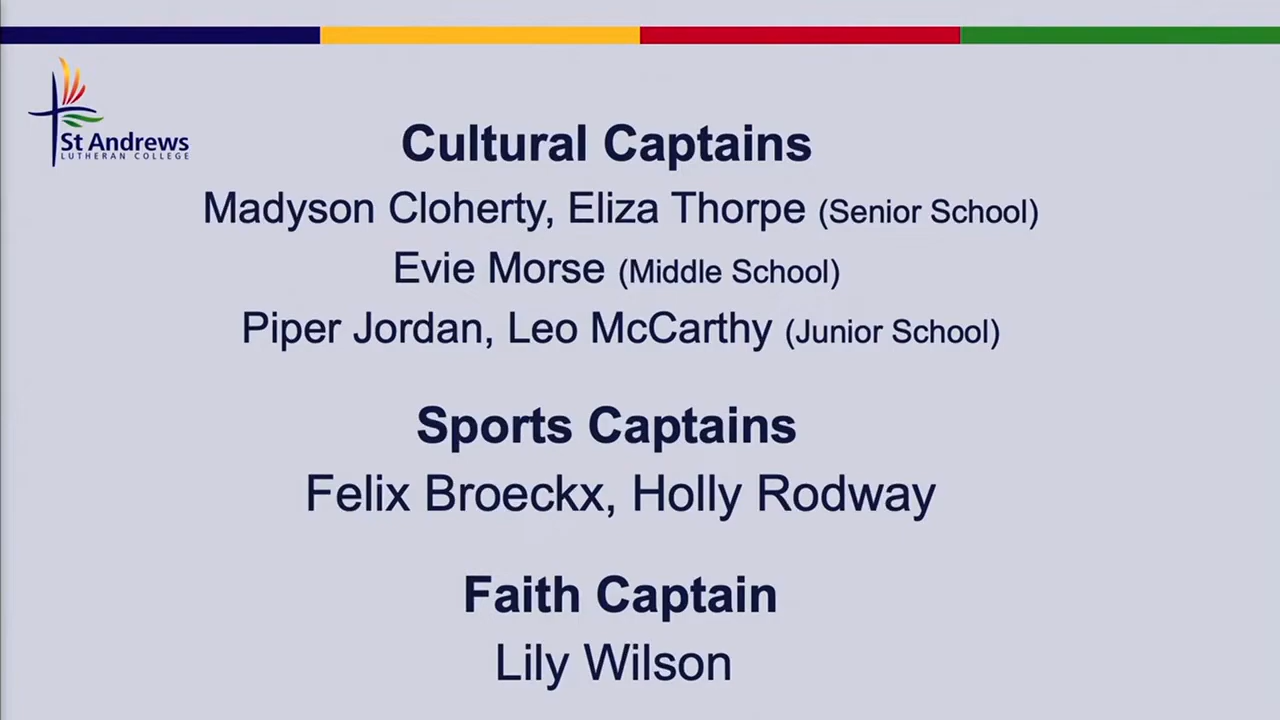 St Andrews
LUTHERAN COLLEGE
Cultural Captains
Madyson Cloherty, Eliza Thorpe (Senior School)
Evie Morse (Middle School)
Piper Jordan, Leo McCarthy (Junior School)
Sports Captains
Felix Broeckx, Holly Rodway
Faith Captain
Lily Wilson